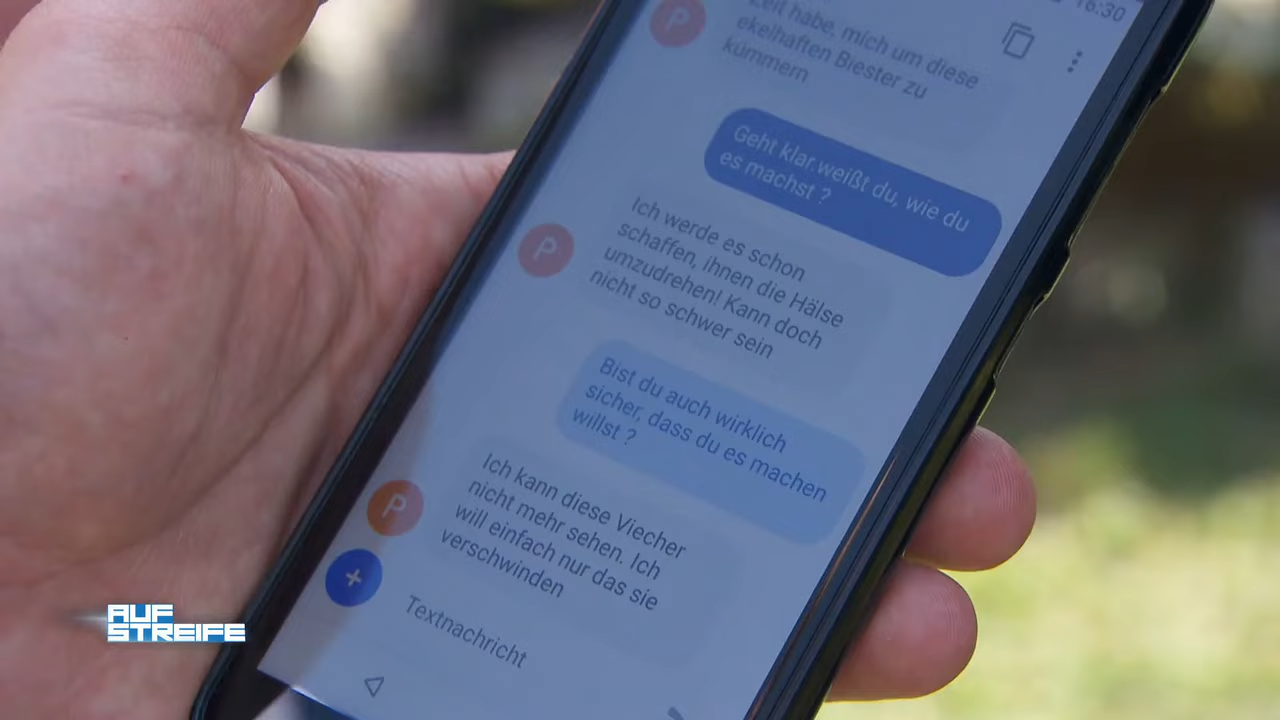 16:30
P
Zeit habe, mich um diese
ekelhaften Biester zu
kümmern
Geht klar.weißt du, wie du
es machst ?
P
Ich werde es schon
schaffen, ihnen die Hälse
umzudrehen! Kann doch
nicht so schwer sein
Bist du auch wirklich
sicher, dass du es machen
willst ?
P
Ich kann diese Viecher
nicht mehr sehen. Ich
will einfach nur das sie
verschwinden
+
Textnachricht
AUF
STREIFE